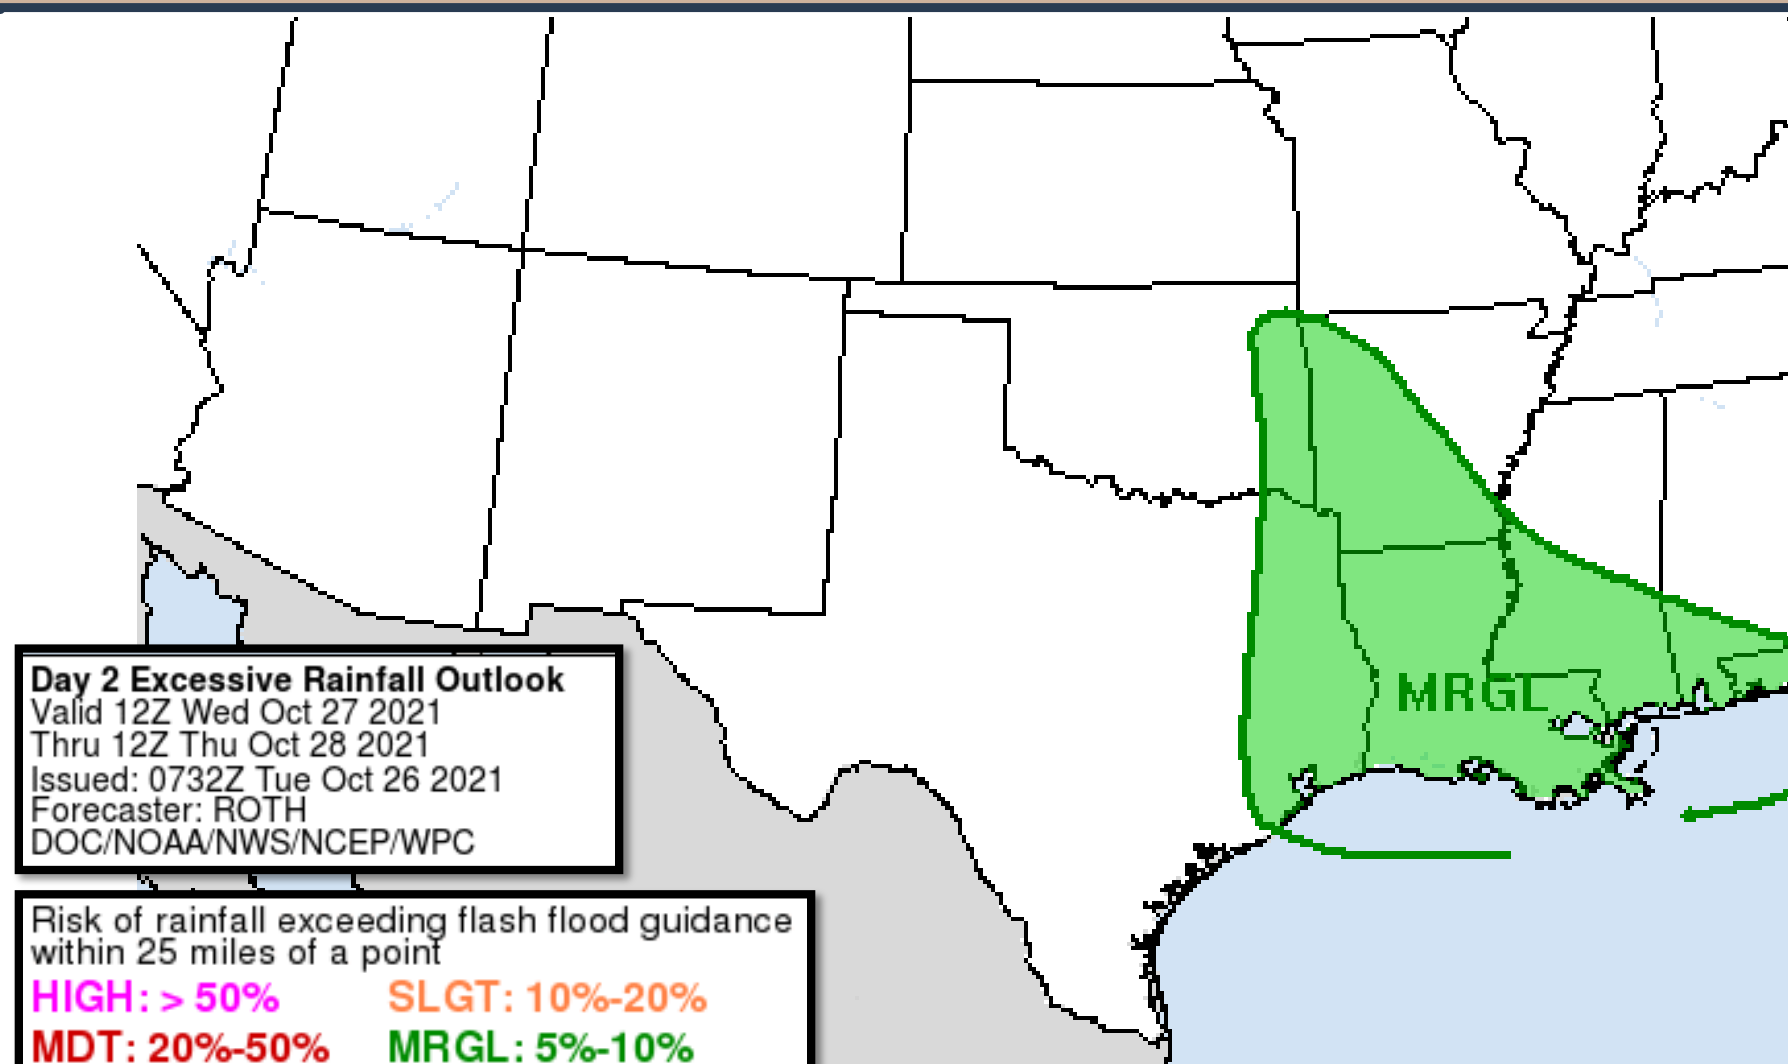 MRGL
Day 2 Excessive Rainfall Outlook
Valid 12Z Wed Oct 27 2021
Thru 12Z Thu Oct 28 2021
Issued: 0732Z Tue Oct 26 2021
Forecaster: ROTH
DOC/NOAA/NWS/NCEP/WPC
Risk of rainfall exceeding flash flood guidance
within 25 miles of a point
HIGH: > 50% SLGT: 10%-20%
MDT: 20%-50% MRGL: 5%-10%